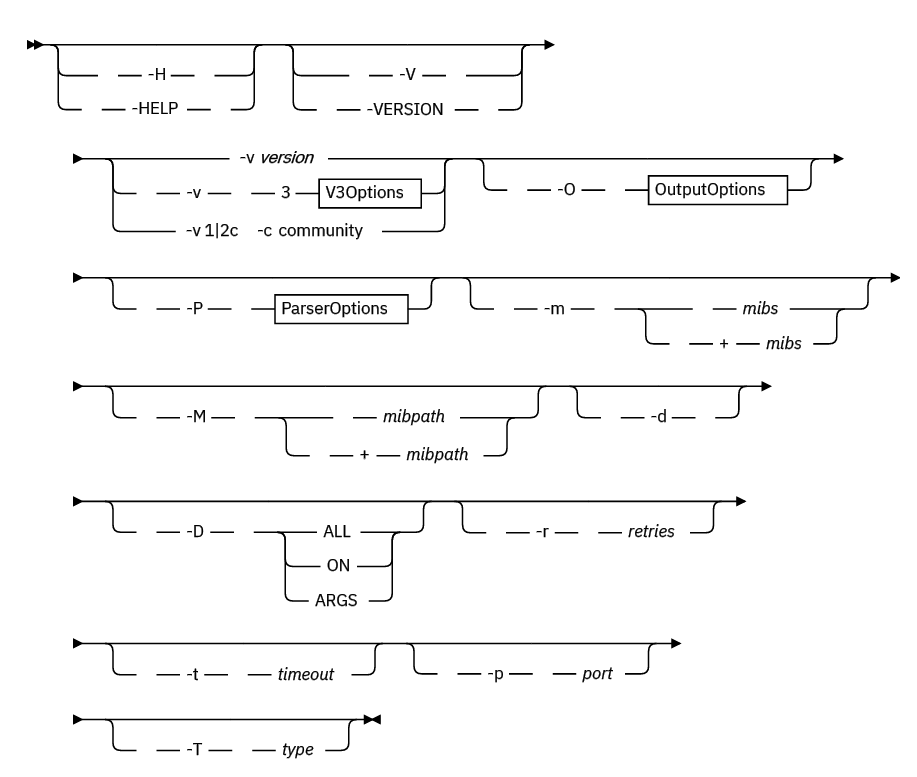 -H -V
-HELP -VERSION
-v version
-v 3 V3Options -O OutputOptions
-v 1|2c -c community
-P ParserOptions -m mibs
+ mibs
-M mibpath -d
+ mibpath
-D ALL -r retries
ON
ARGS
-t timeout -p port
-T type